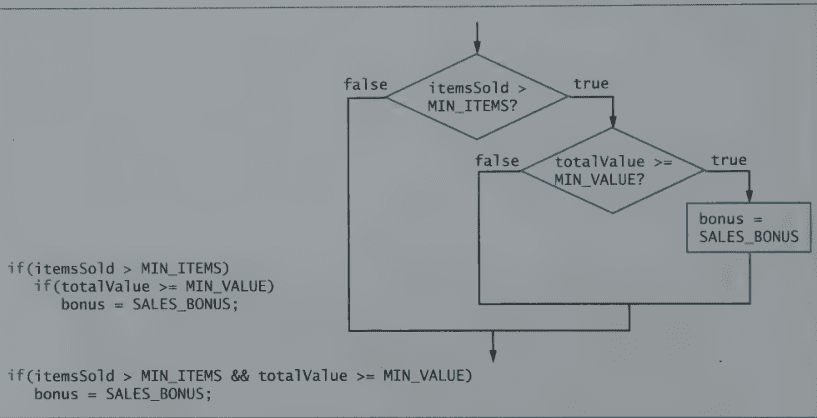 false
true
itemsSold >
MIN_ITEMS?
false
true
totalValue >=
MIN_VALUE?
bonus =
SALES_BONUS
if(itemsSold > MIN_ITEMS)
if(totalValue >= MIN_VALUE)
bonus = SALES_BONUS;
if(itemsSold > MIN_ITEMS && totalValue >= MIN_VALUE)
bonus = SALES_BONUS;